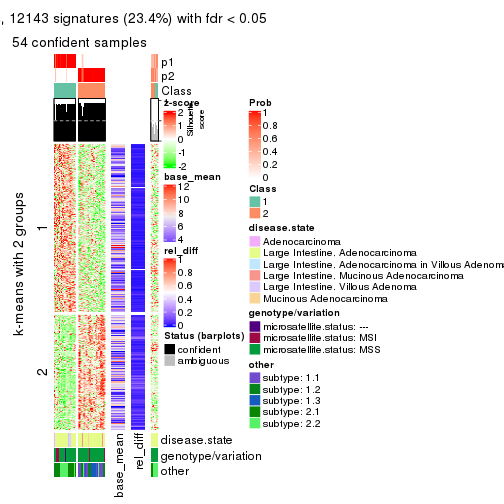 , 12143 signatures (23.4%) with fdr < 0.05
54 confident samples
p1
p2
Class
Silhouette
score
k-means with 2 groups
1
2
base_mean
rel_diff
disease.state
genotype/variation
other
z-score
2
1
0
-1
-2
base_mean
12
10
8
6
4
rel_diff
1
0.8
0.6
0.4
0.2
0
Status (barplots)
confident
ambiguous
Prob
1
0.8
0.6
0.4
0.2
0
Class
1
2
disease.state
Adenocarcinoma
Large Intestine. Adenocarcinoma
Large Intestine. Adenocarcinoma in Villous Adenom
Large Intestine. Mucinous Adenocarcinoma
Large Intestine. Villous Adenoma
Mucinous Adenocarcinoma
genotype/variation
microsatellite.status: ---
microsatellite.status: MSI
microsatellite.status: MSS
other
subtype: 1.1
subtype: 1.2
subtype: 1.3
subtype: 2.1
subtype: 2.2